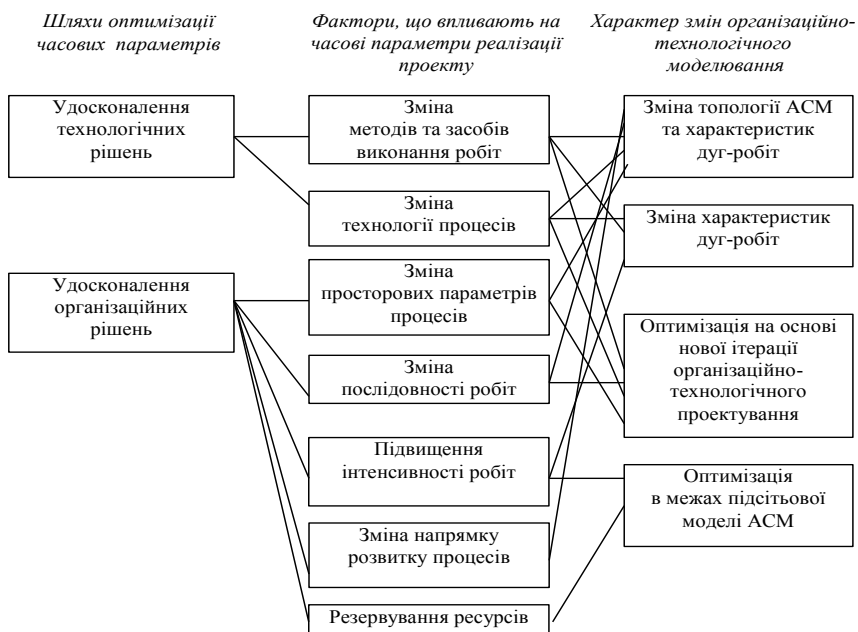 Шляхи оптимізації
часових параметрів
Фактори, що впливають на
часові параметри реалізації
проекту
Характер змін організаційно-
технологічного
моделювання
Удосконалення
технологічних
рішень
Удосконалення
організаційних
рішень
Зміна
методів та засобів
виконання робіт
Зміна
технології процесів
Зміна
просторових параметрів
процесів
Зміна
послідовності робіт
Підвищення
інтенсивності робіт
Зміна напрямку
розвитку процесів
Резервування ресурсів
Зміна топології АСМ
та характеристик
дуг-робіт
Зміна характеристик
дуг-робіт
Оптимізація на основі
нової ітерації
організаційно-
технологічного
проектування
Оптимізація
в межах підсітьової
моделі АСМ